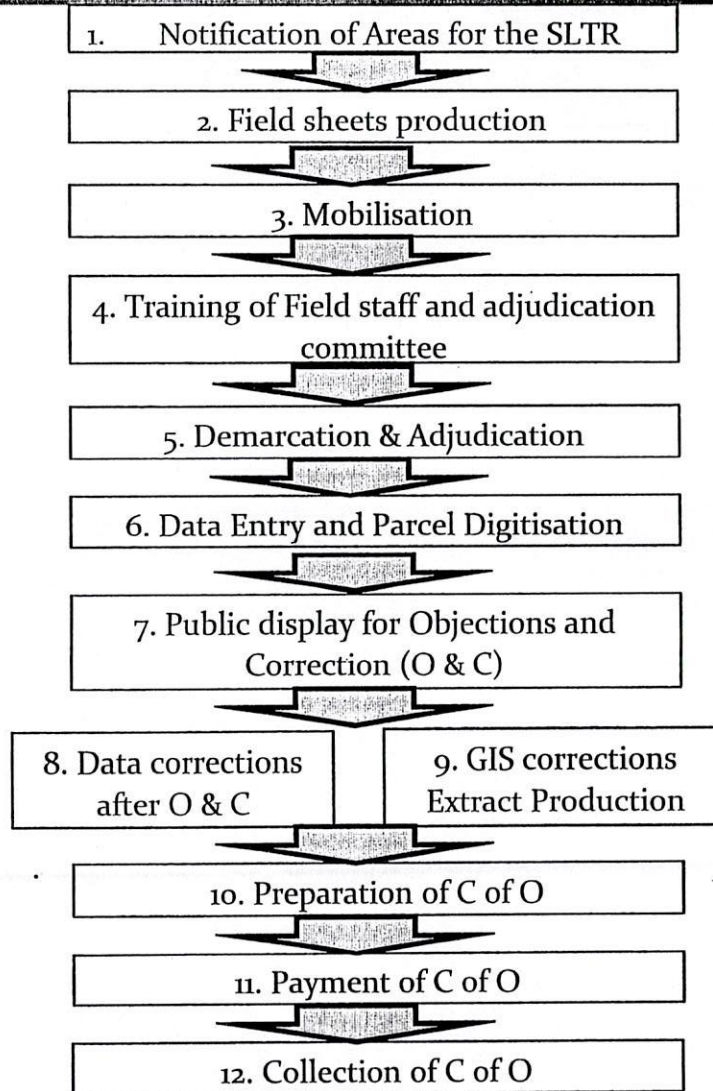 1. Notification of Areas for the SLTR
2. Field sheets production
3. Mobilisation
4. Training of Field staff and adjudication
committee
5. Demarcation & Adjudication
6. Data Entry and Parcel Digitisation
7. Public display for Objections and
Correction (O & C)
8. Data corrections
after O & C
9. GIS corrections
Extract Production
10. Preparation of C of O
11. Payment of C of O
12. Collection of C of O